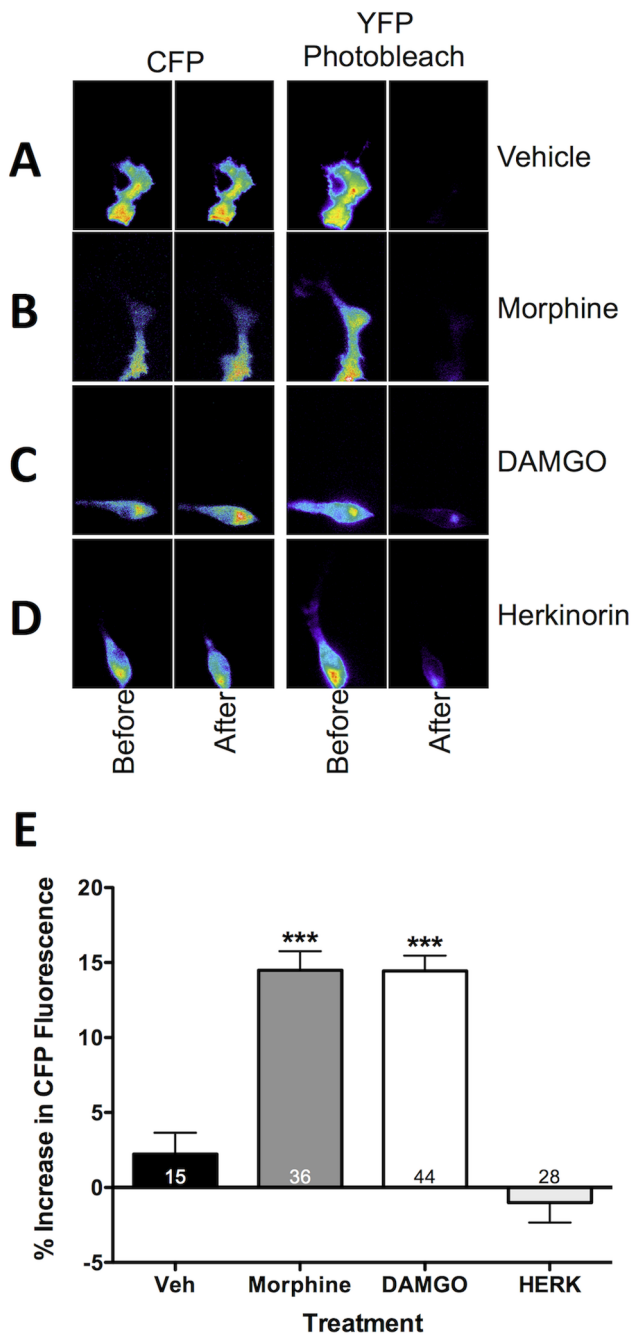 CFP
YFP
Photobleach
A
Vehicle
B
Morphine
C
DAMGO
D
Herkinorin
Before
After
Before
After
E
% Increase in CFP Fluorescence
20
15
10
5
0
-5
***
***
15
36
44
28
Veh
Morphine
DAMGO
HERK
Treatment